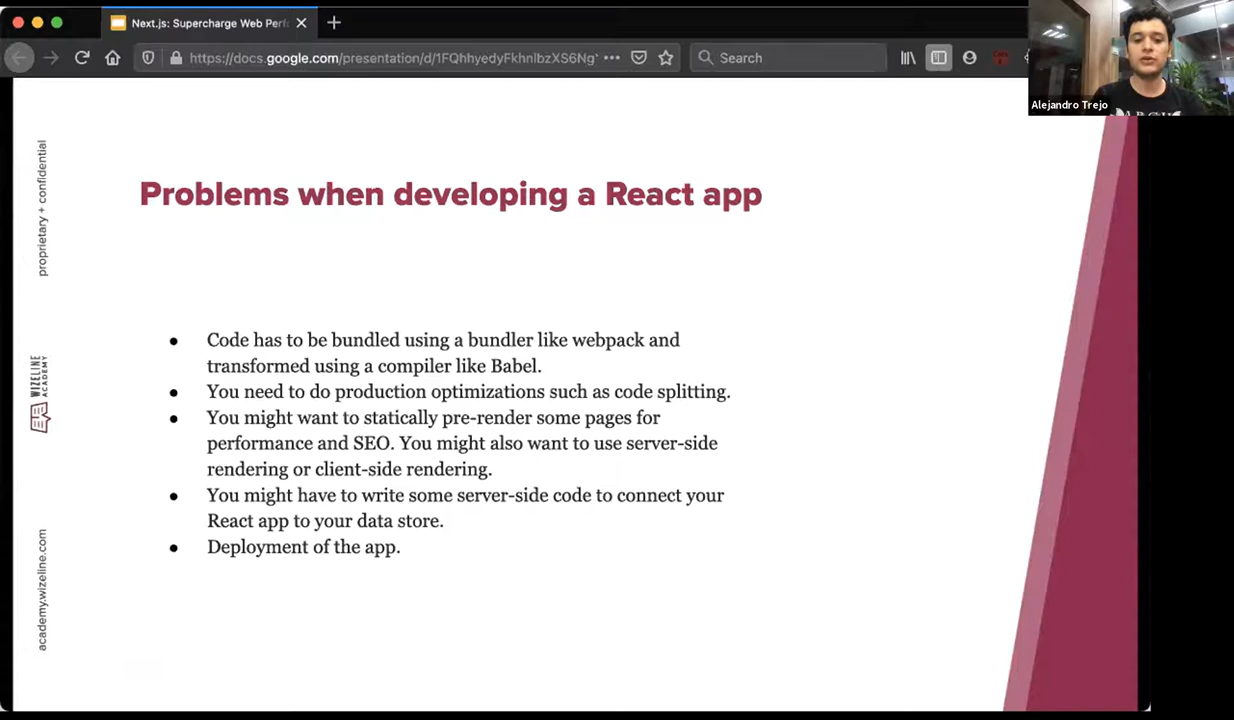 Next.js: Supercharge Web Perf
https://docs.google.com/presentation/d/1FQhhyedyFkhnlbzXS6Ng
Search
Alejandro Trejo
proprietary + confidential
WIZELINE
ACADEMY
academy.wizeline.com
Problems when developing a React app
• Code has to be bundled using a bundler like webpack and
transformed using a compiler like Babel.
• You need to do production optimizations such as code splitting.
• You might want to statically pre-render some pages for
performance and SEO. You might also want to use server-side
rendering or client-side rendering.
• You might have to write some server-side code to connect your
React app to your data store.
• Deployment of the app.